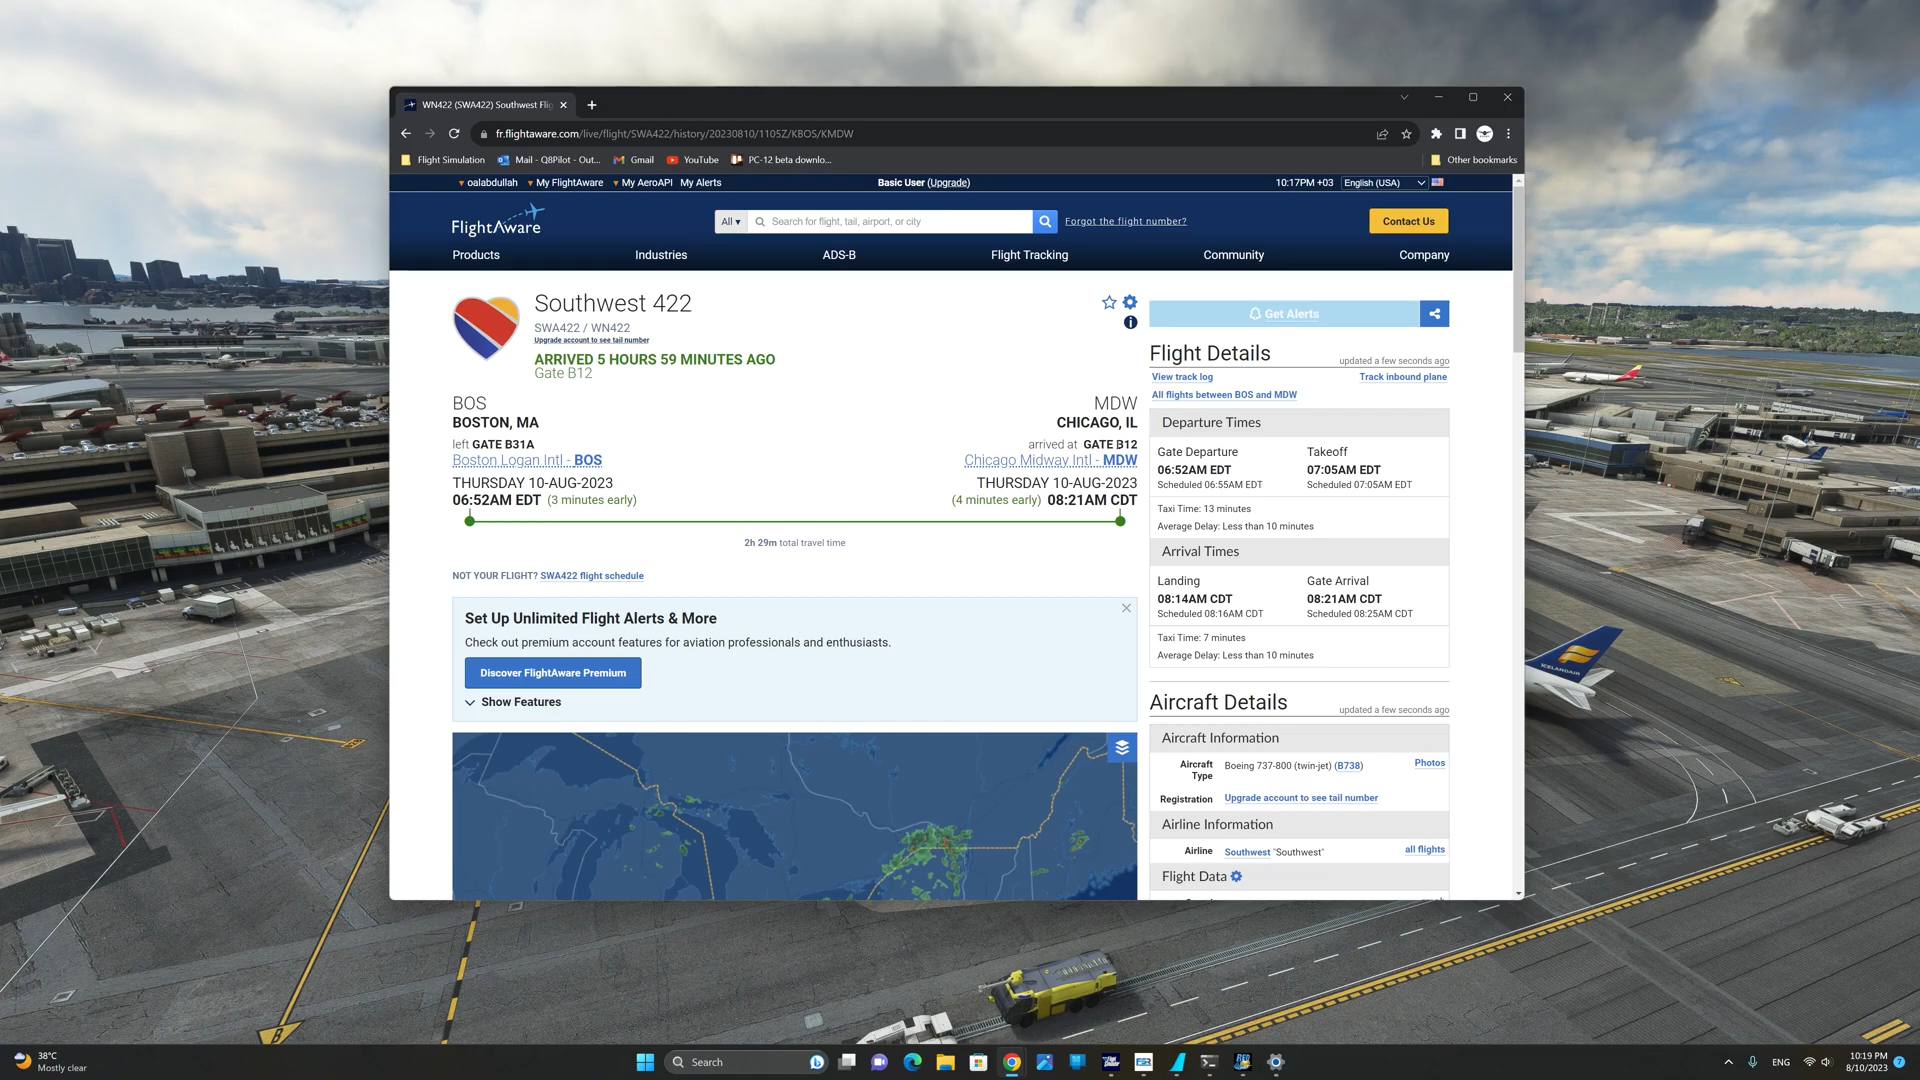 WN422 (SWA422) Southwest Flig
fr.flightaware.com/live/flight/SWA422/history/20230810/1105Z/KBOS/KMDW
Flight Simulation
Mail - Q8Pilot - Out...
Gmail
YouTube
PC-12 beta downlo...
Other bookmarks
oalabdullah
My FlightAware
My AeroAPI
My Alerts
Basic User (Upgrade)
10:17PM +03
English (USA)
FlightAware
All
Search for flight, tail, airport, or city
Forgot the flight number?
Contact Us
Products
Industries
ADS-B
Flight Tracking
Community
Company
Southwest 422
SWA422 / WN422
Upgrade account to see tail number
ARRIVED 5 HOURS 59 MINUTES AGO
Gate B12
BOS
BOSTON, MA
left GATE B31A
Boston Logan Intl - BOS
THURSDAY 10-AUG-2023
06:52AM EDT (3 minutes early)
MDW
CHICAGO, IL
arrived at GATE B12
Chicago Midway Intl - MDW
THURSDAY 10-AUG-2023
(4 minutes early) 08:21AM CDT
2h 29m total travel time
NOT YOUR FLIGHT? SWA422 flight schedule
Set Up Unlimited Flight Alerts & More
Check out premium account features for aviation professionals and enthusiasts.
Discover FlightAware Premium
Show Features
Get Alerts
Flight Details
updated a few seconds ago
View track log
Track inbound plane
All flights between BOS and MDW
Departure Times
Gate Departure
06:52AM EDT
Scheduled 06:55AM EDT
Takeoff
07:05AM EDT
Scheduled 07:05AM EDT
Taxi Time: 13 minutes
Average Delay: Less than 10 minutes
Arrival Times
Landing
08:14AM CDT
Scheduled 08:16AM CDT
Gate Arrival
08:21AM CDT
Scheduled 08:25AM CDT
Taxi Time: 7 minutes
Average Delay: Less than 10 minutes
Aircraft Details
updated a few seconds ago
Aircraft Information
Aircraft Type
Boeing 737-800 (twin-jet) (B738)
Photos
Registration
Upgrade account to see tail number
Airline Information
Airline
Southwest "Southwest"
all flights
Flight Data
ICELANDAIR
B
38°C
Mostly clear
Search
FSR
ENG
10:19 PM
8/10/2023
7